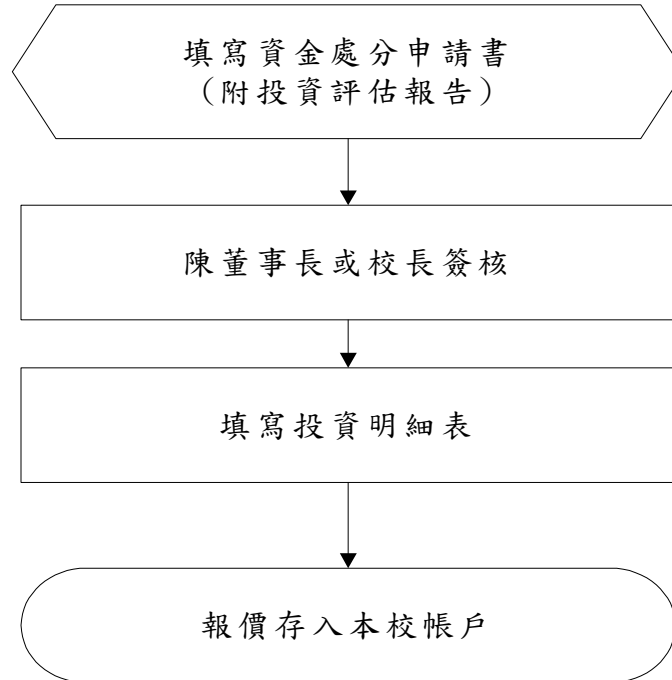 填寫資金處分申請書
（附投資評估報告）
陳董事長或校長簽核
填寫投資明細表
報價存入本校帳戶